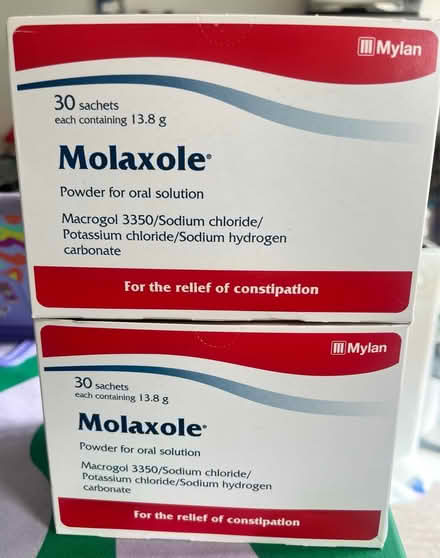 Mylan
30 sachets
each containing 13.8 g
Molaxole®
Powder for oral solution
Macrogol 3350/Sodium chloride/
Potassium chloride/Sodium hydrogen
carbonate
For the relief of constipation
Mylan
30 sachets
each containing 13.8 g
Molaxole®
Powder for oral solution
Macrogol 3350/Sodium chloride/
Potassium chloride/Sodium hydrogen
carbonate
For the relief of constipation